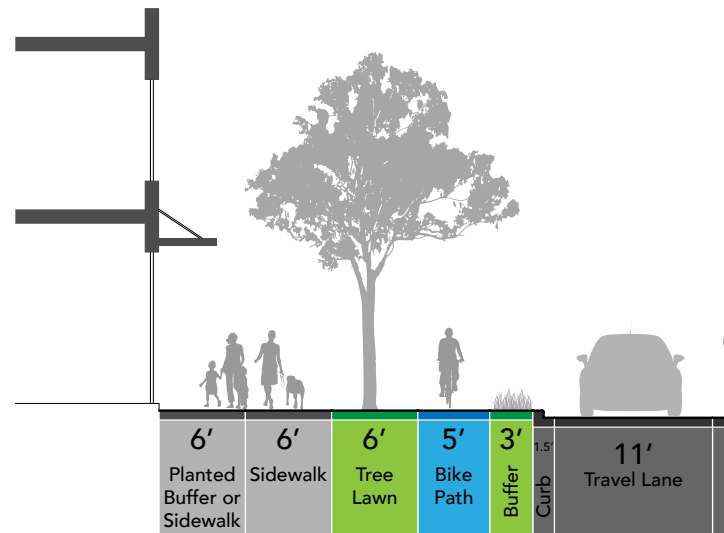 6’
Planted
Buffer or
Sidewalk
6’
Sidewalk
6’
Tree
Lawn
5’
Bike
Path
3’
Buffer
1.5’
Curb
11’
Travel Lane